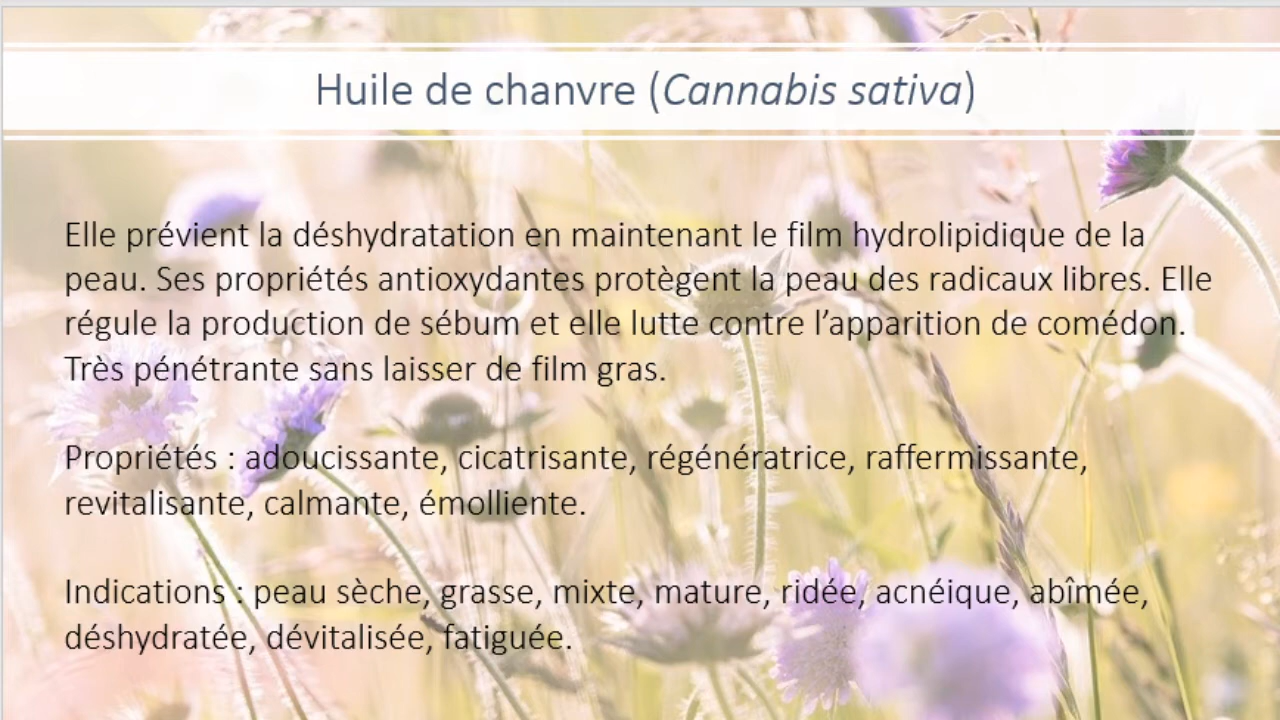 Huile de chanvre (Cannabis sativa)
Elle prévient la déshydratation en maintenant le film hydrolipidique de la
peau. Ses propriétés antioxydantes protègent la peau des radicaux libres. Elle
régule la production de sébum et elle lutte contre l’apparition de comédon.
Très pénétrante sans laisser de film gras.
Propriétés : adoucissante, cicatrisante, régénératrice, raffermissante,
revitalisante, calmante, émolliente.
Indications : peau sèche, grasse, mixte, mature, ridée, acnéique, abîmée,
déshydratée, dévitalisée, fatiguée.